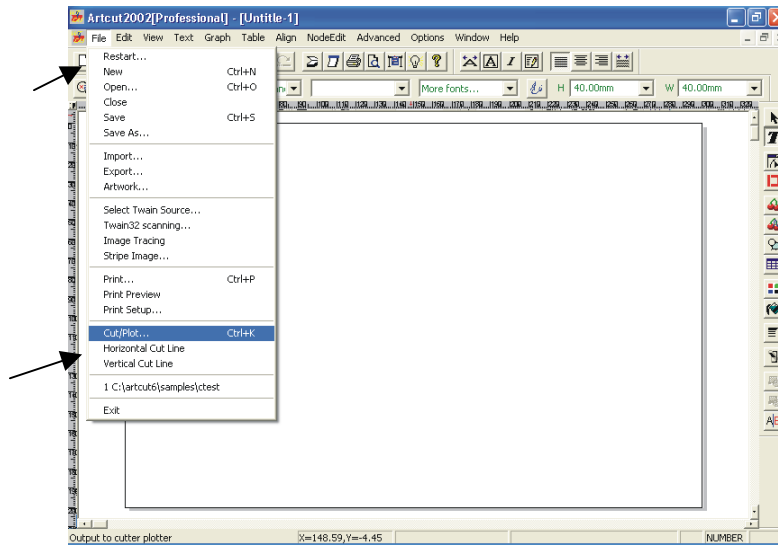 Artcut2002[Professional] - [Untitle-1]
File Edit View Text Graph Table Align NodeEdit Advanced Options Window Help
Restart...
New Ctrl+N
Open... Ctrl+O
Close
Save Ctrl+S
Save As...
Import...
Export...
Artwork...
Select Twain Source...
Twain32 scanning...
Image Tracing
Stripe Image...
Print... Ctrl+P
Print Preview
Print Setup...
Cut/Plot... Ctrl+K
Horizontal Cut Line
Vertical Cut Line
1 C:\artcut6\samples\ctest
Exit
More fonts... H 40.00mm W 40.00mm
Output to cutter plotter X=148.59,Y=-4.45 NUMBER